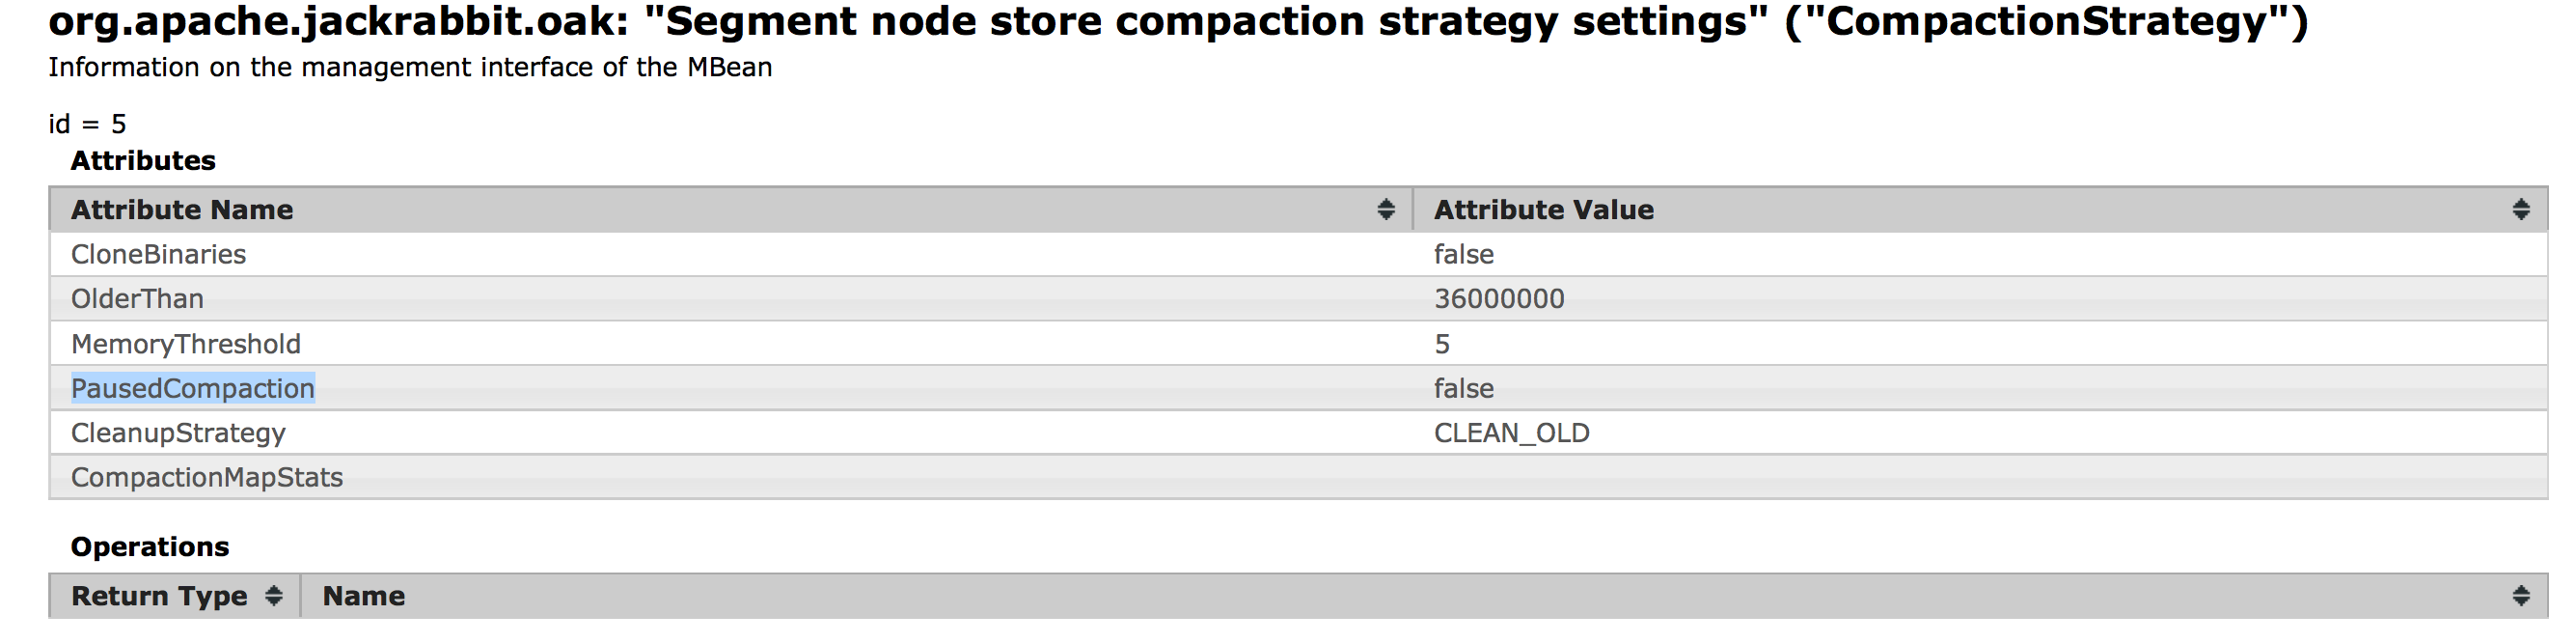 org.apache.jackrabbit.oak: "Segment node store compaction strategy settings" ("CompactionStrategy")
Information on the management interface of the MBean
id = 5
Attributes
Attribute Name Attribute Value
CloneBinaries false
OlderThan 36000000
MemoryThreshold 5
PausedCompaction false
CleanupStrategy CLEAN_OLD
CompactionMapStats
Operations
Return Type Name